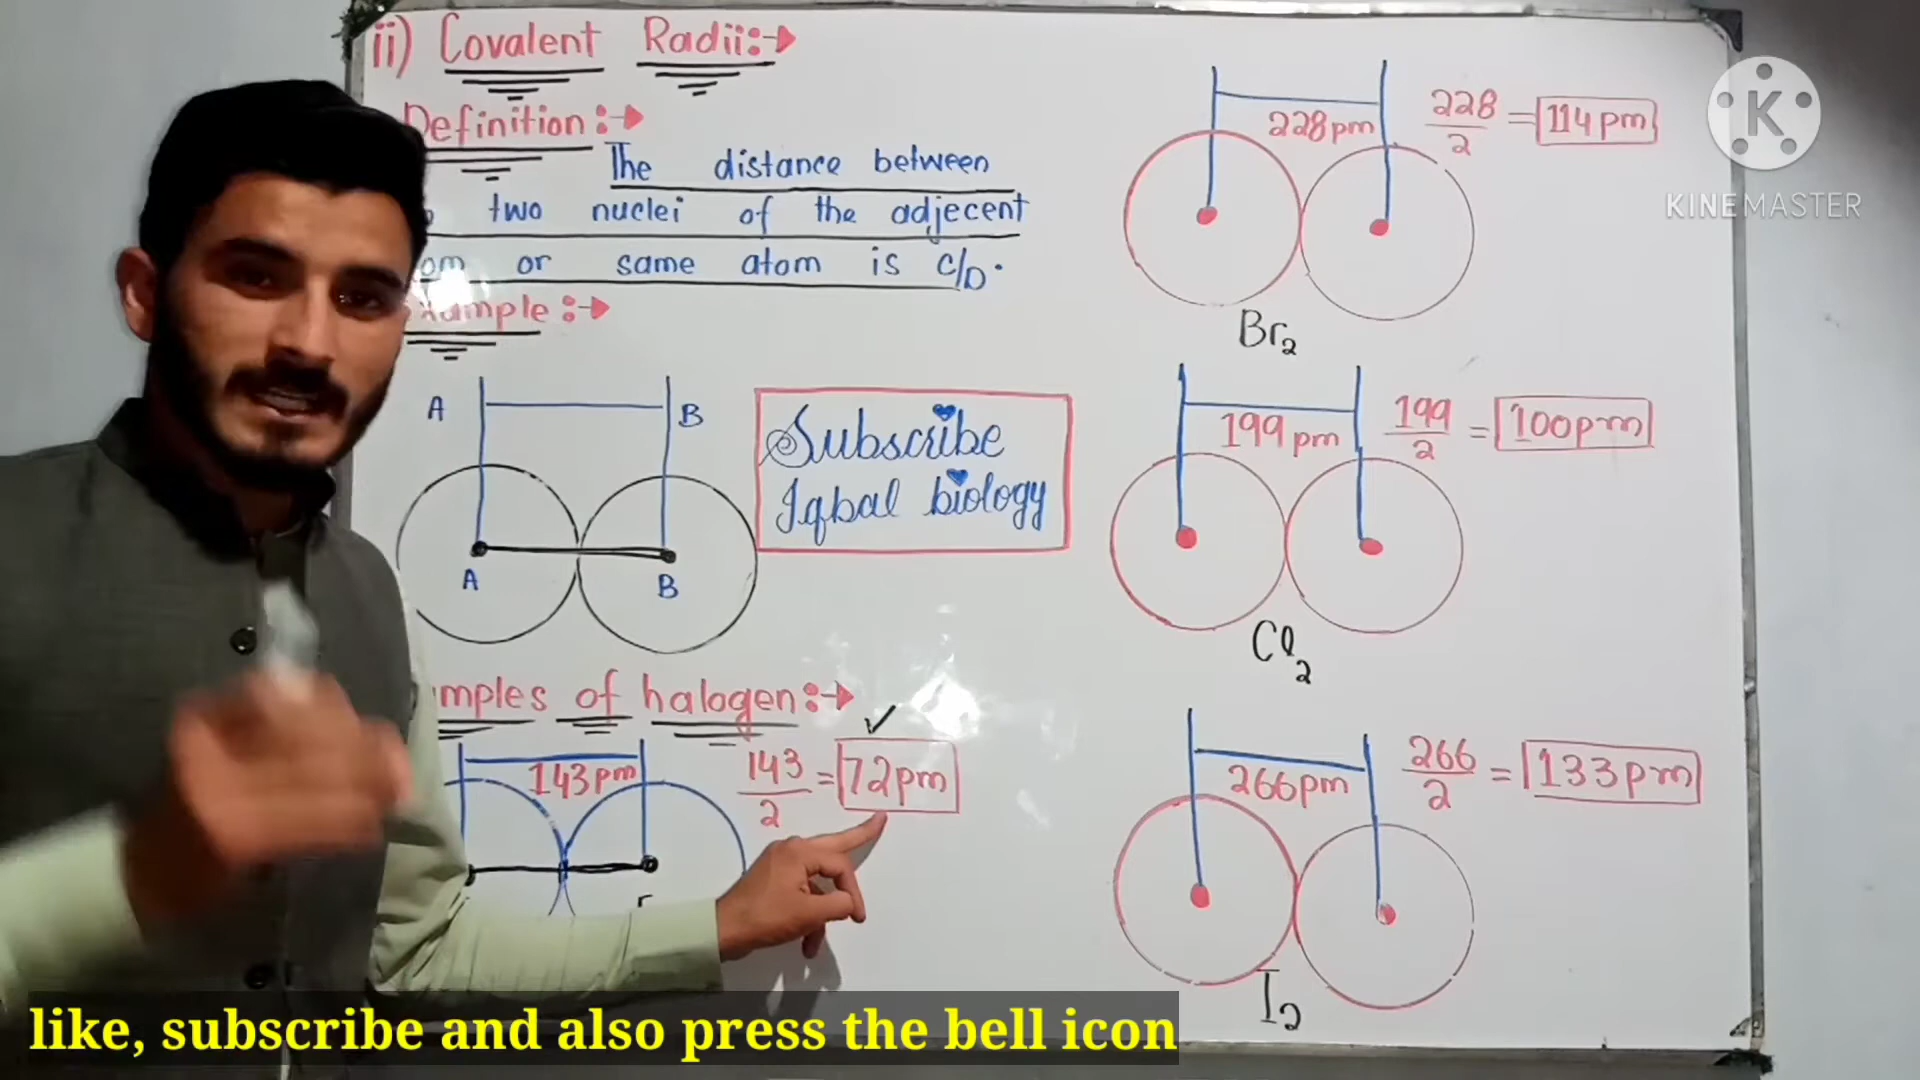 ii) Covalent Radii:→
Definition:→
The distance between
two nuclei of the adjecent
or same atom is c/D.
:→
A
B
A
B
Subscribe
Iqbal biology
of halogen:→
143pm
143/2 = 72pm
228pm
228/2 = 114pm
Br2
199pm
199/2 = 100pm
Cl2
266pm
266/2 = 133pm
I2
K
KINEMASTER
like, subscribe and also press the bell icon